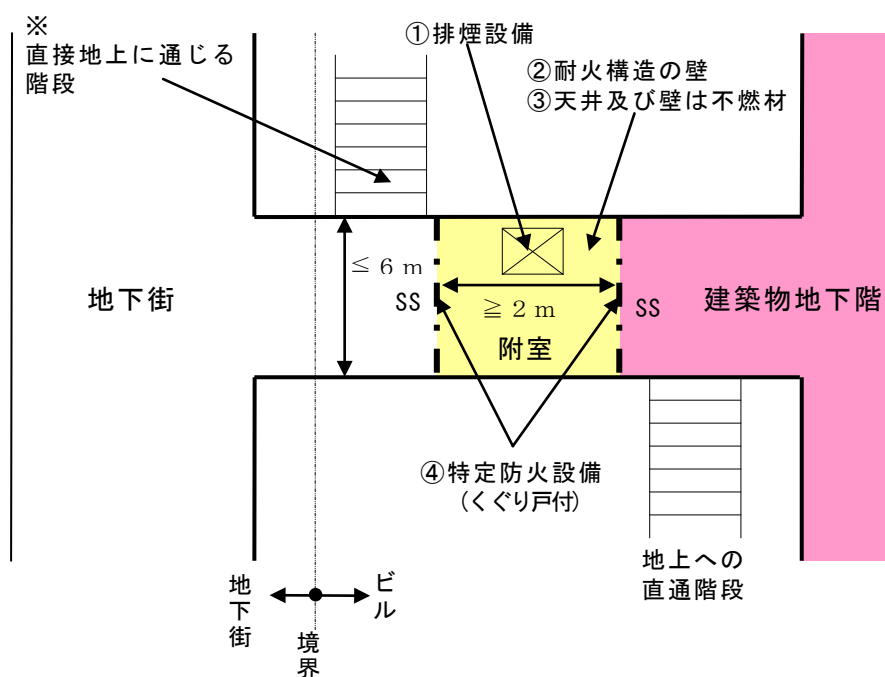 ※
直接地上に通じる
階段
①排煙設備
②耐火構造の壁
③天井及び壁は不燃材
≦6m
地下街
SS
≧2m
SS
建築物地下階
附室
④特定防火設備
(くぐり戸付)
地上への
直通階段
地下街
ビル
境界